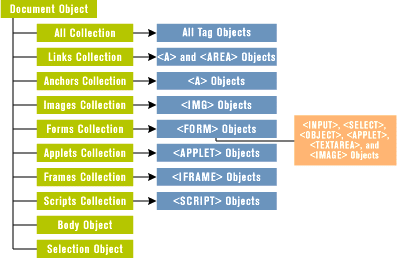 Document Object
All Collection
All Tag Objects
Links Collection
<A> and <AREA> Objects
Anchors Collection
<A> Objects
Images Collection
<IMG> Objects
Forms Collection
<FORM> Objects
<INPUT>, <SELECT>,
<OBJECT>, <APPLET>,
<TEXTAREA>, and
<IMAGE> Objects
Applets Collection
<APPLET> Objects
Frames Collection
<IFRAME> Objects
Scripts Collection
<SCRIPT> Objects
Body Object
Selection Object